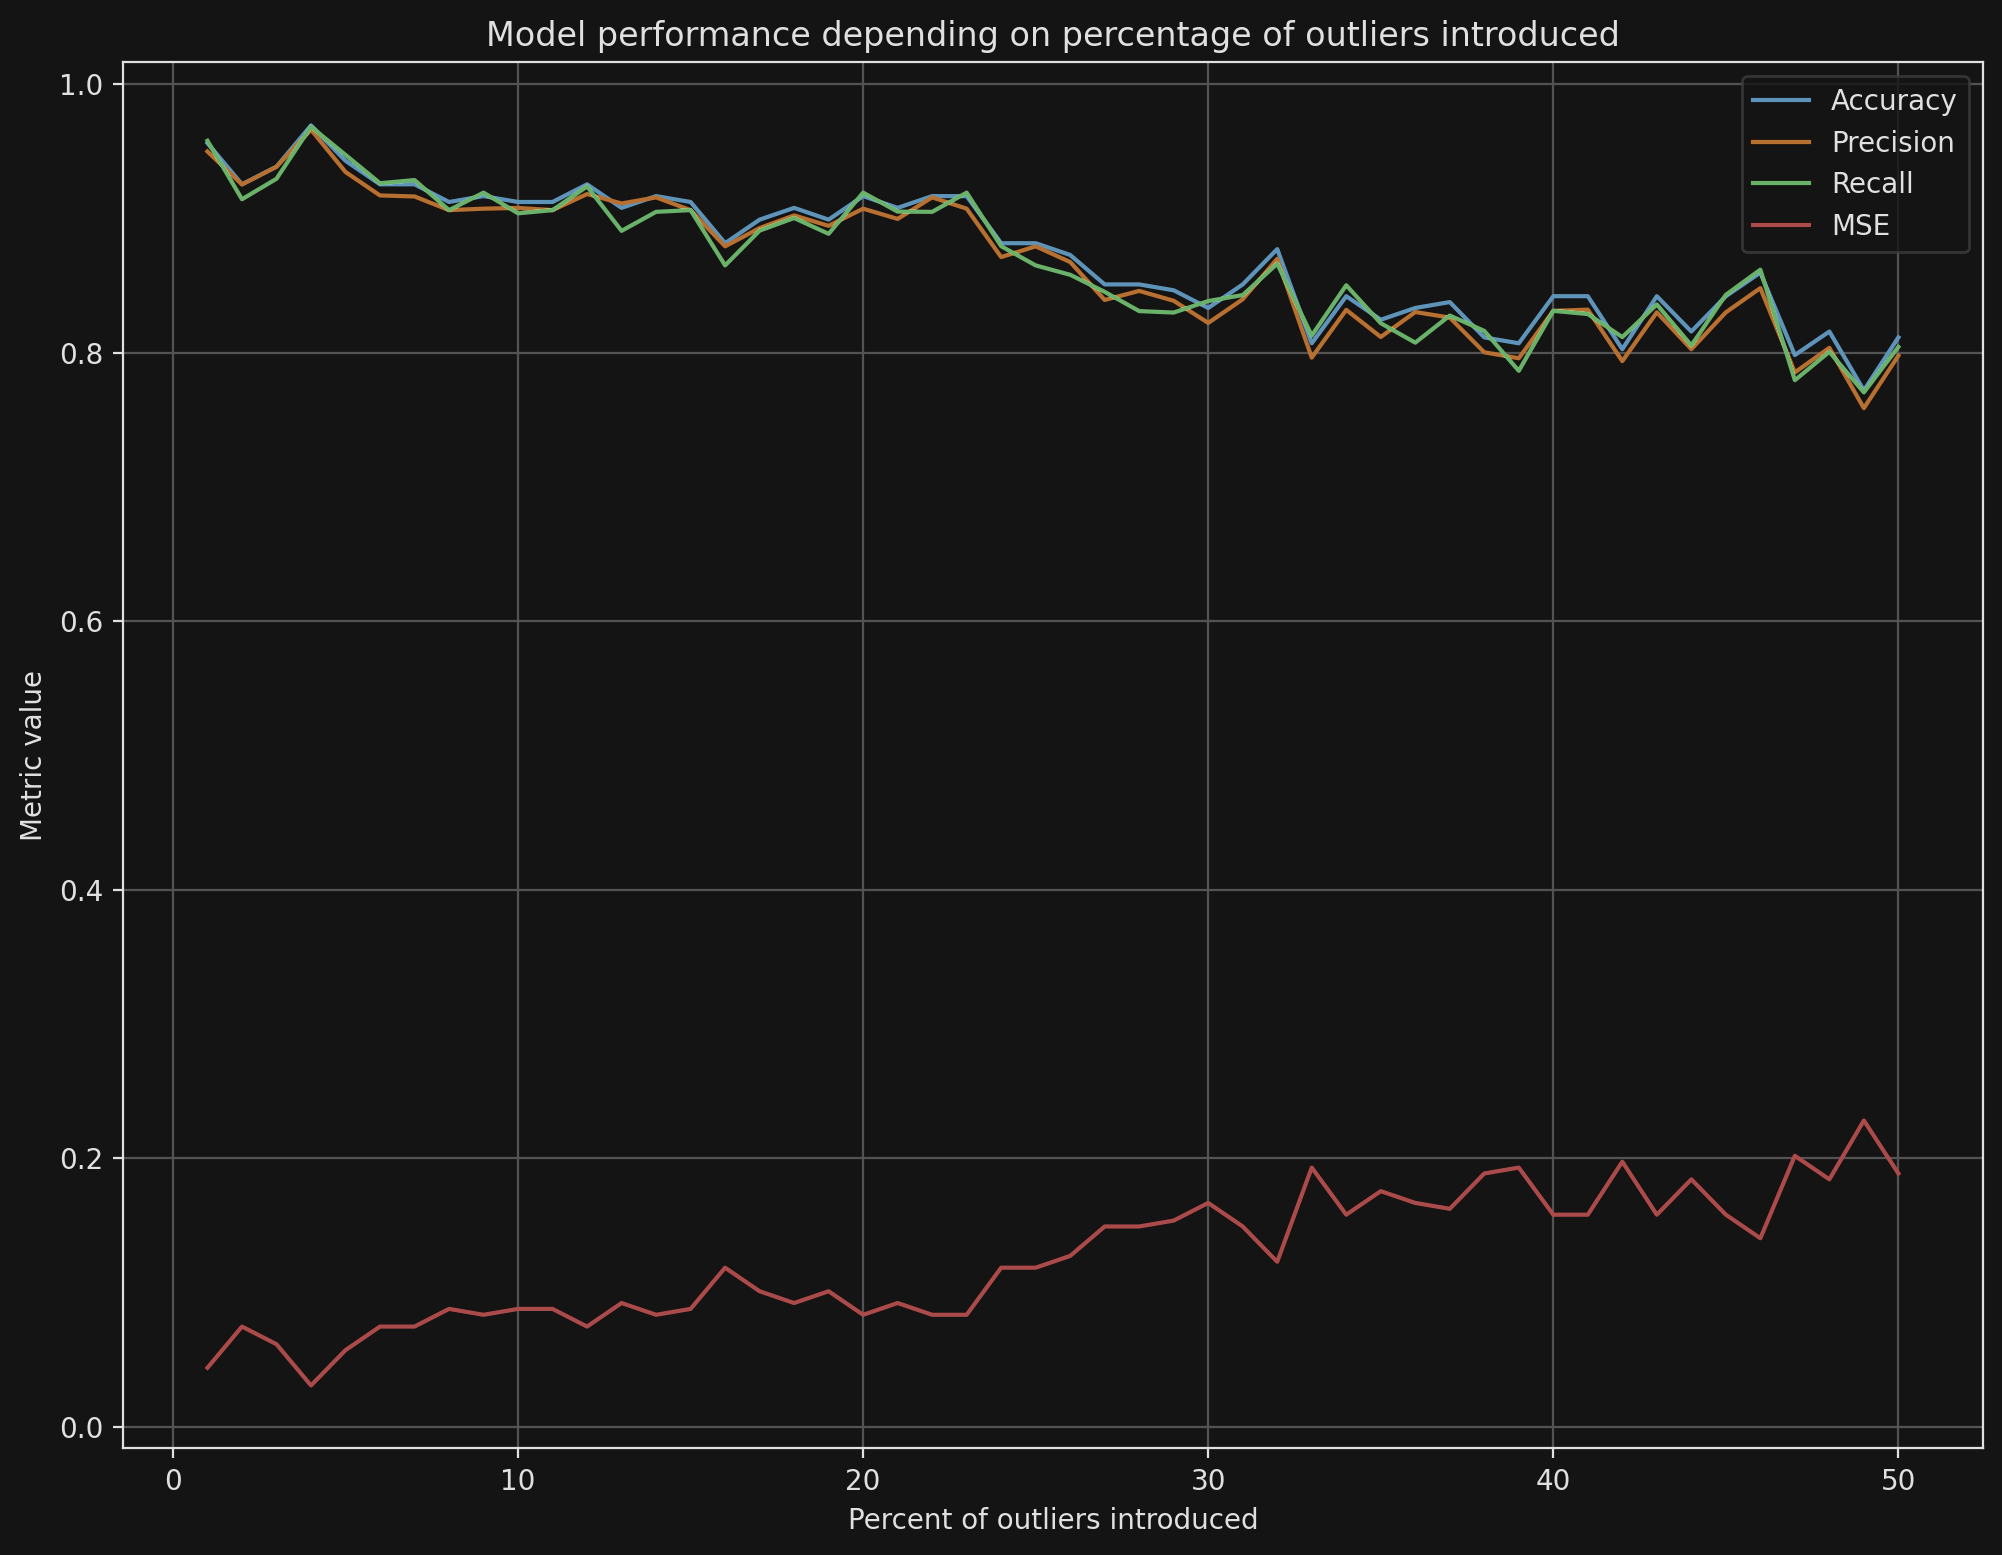 Model performance depending on percentage of outliers introduced
Accuracy
Precision
Recall
MSE
Metric value
1.0
0.8
0.6
0.4
0.2
0.0
0 10 20 30 40 50
Percent of outliers introduced